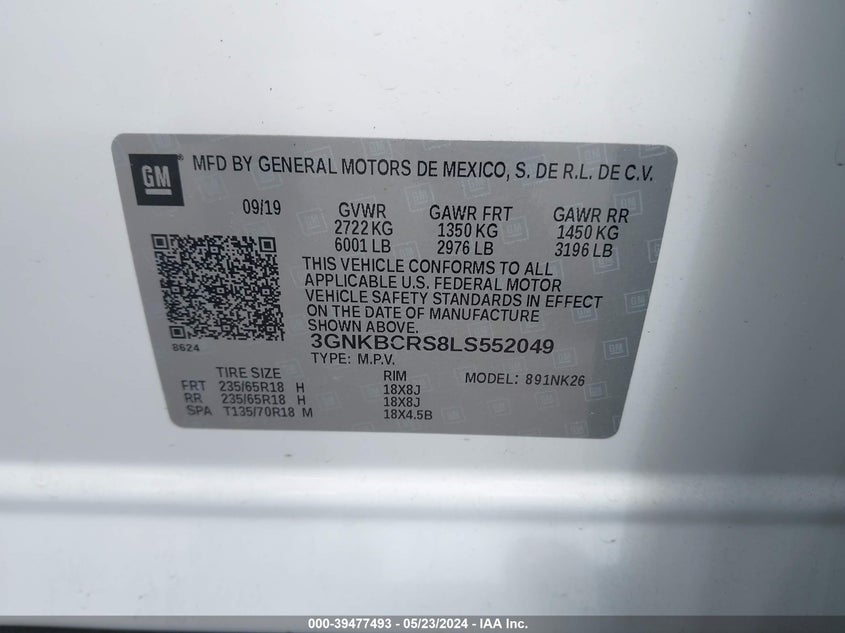 GM ® MFD BY GENERAL MOTORS DE MEXICO, S. DE R.L. DE C.V.
09/19 GVWR GAWR FRT GAWR RR
2722 KG 1350 KG 1450 KG
6001 LB 2976 LB 3196 LB
THIS VEHICLE CONFORMS TO ALL
APPLICABLE U.S. FEDERAL MOTOR
VEHICLE SAFETY STANDARDS IN EFFECT
ON THE DATE OF MANUFACTURE
SHOWN ABOVE.
8624
3GNKBCRS8LS552049
TYPE: M.P.V.
TIRE SIZE RIM MODEL: 891NK26
FRT 235/65R18 H 18X8J
RR 235/65R18 H 18X8J
SPA T135/70R18 M 18X4.5B
000-39477493 - 05/23/2024 - IAA Inc.